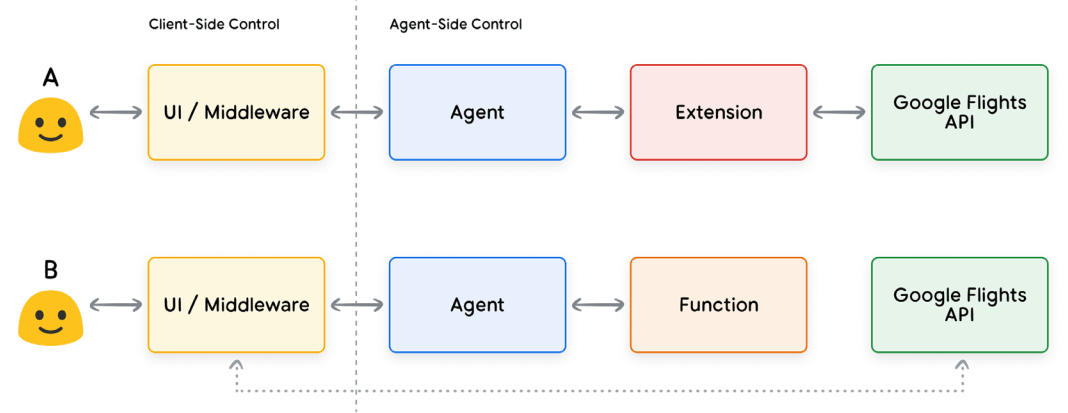 Client-Side Control
Agent-Side Control
A
UI / Middleware
Agent
Extension
Google Flights
API
B
UI / Middleware
Agent
Function
Google Flights
API